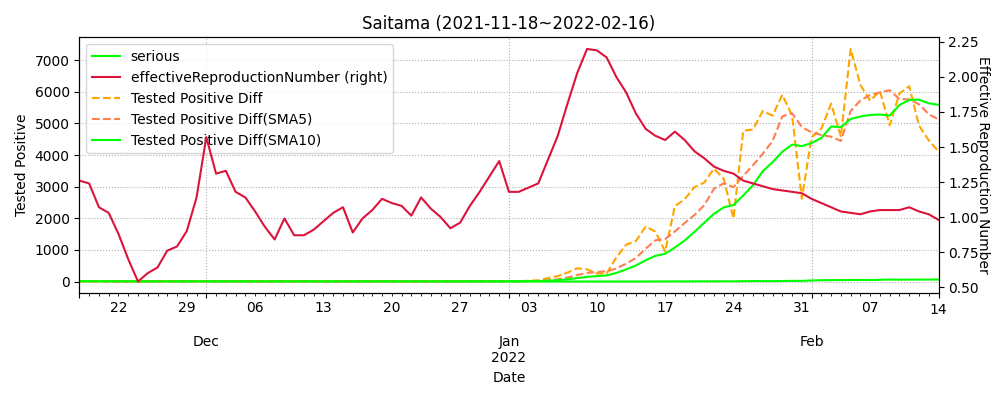 Saitama (2021-11-18~2022-02-16)
serious
effectiveReproductionNumber (right)
Tested Positive Diff
Tested Positive Diff(SMA5)
Tested Positive Diff(SMA10)
Tested Positive
7000
6000
5000
4000
3000
2000
1000
0
Effective Reproduction Number
2.25
2.00
1.75
1.50
1.25
1.00
0.75
0.50
22 29 06 13 20 27 03 10 17 24 31 07 14
Dec Jan Feb
2022
Date